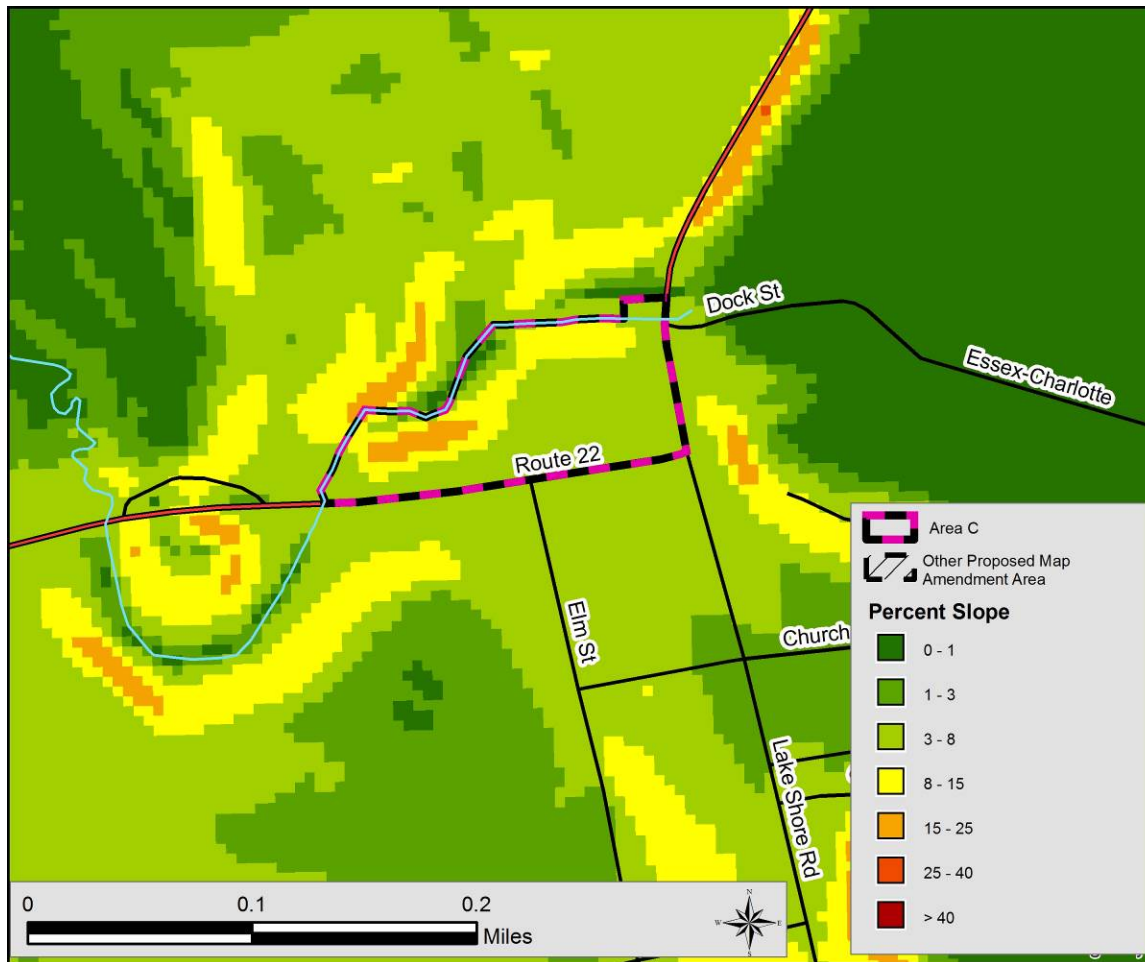 Dock St
Essex-Charlotte
Route 22
Elm St
Church
Lake Shore Rd
Area C
Other Proposed Map
Amendment Area
Percent Slope
0 - 1
1 - 3
3 - 8
8 - 15
15 - 25
25 - 40
> 40
0
0.1
0.2
Miles
N
W
E
S